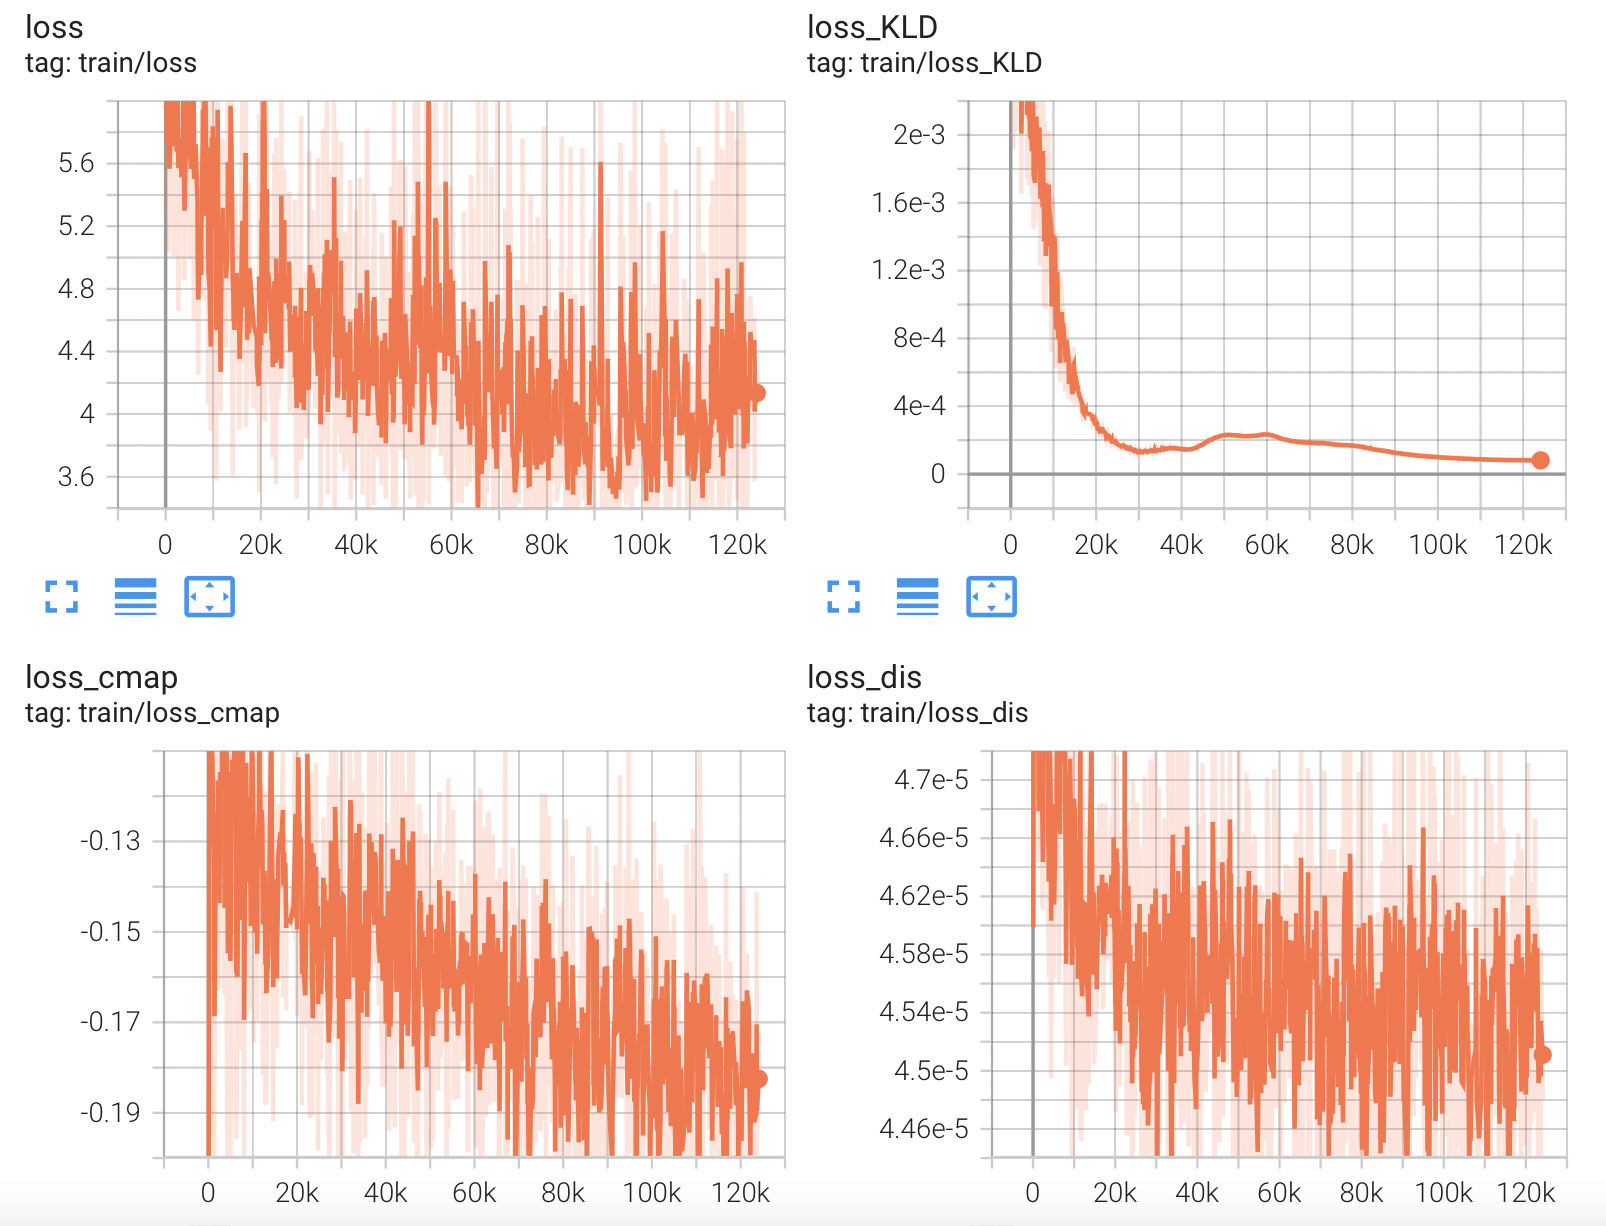 loss
tag: train/loss
5.6
5.2
4.8
4.4
4
3.6
0 20k 40k 60k 80k 100k 120k
loss_KLD
tag: train/loss_KLD
2e-3
1.6e-3
1.2e-3
8e-4
4e-4
0
0 20k 40k 60k 80k 100k 120k
loss_cmap
tag: train/loss_cmap
-0.13
-0.15
-0.17
-0.19
0 20k 40k 60k 80k 100k 120k
loss_dis
tag: train/loss_dis
4.7e-5
4.66e-5
4.62e-5
4.58e-5
4.54e-5
4.5e-5
4.46e-5
0 20k 40k 60k 80k 100k 120k